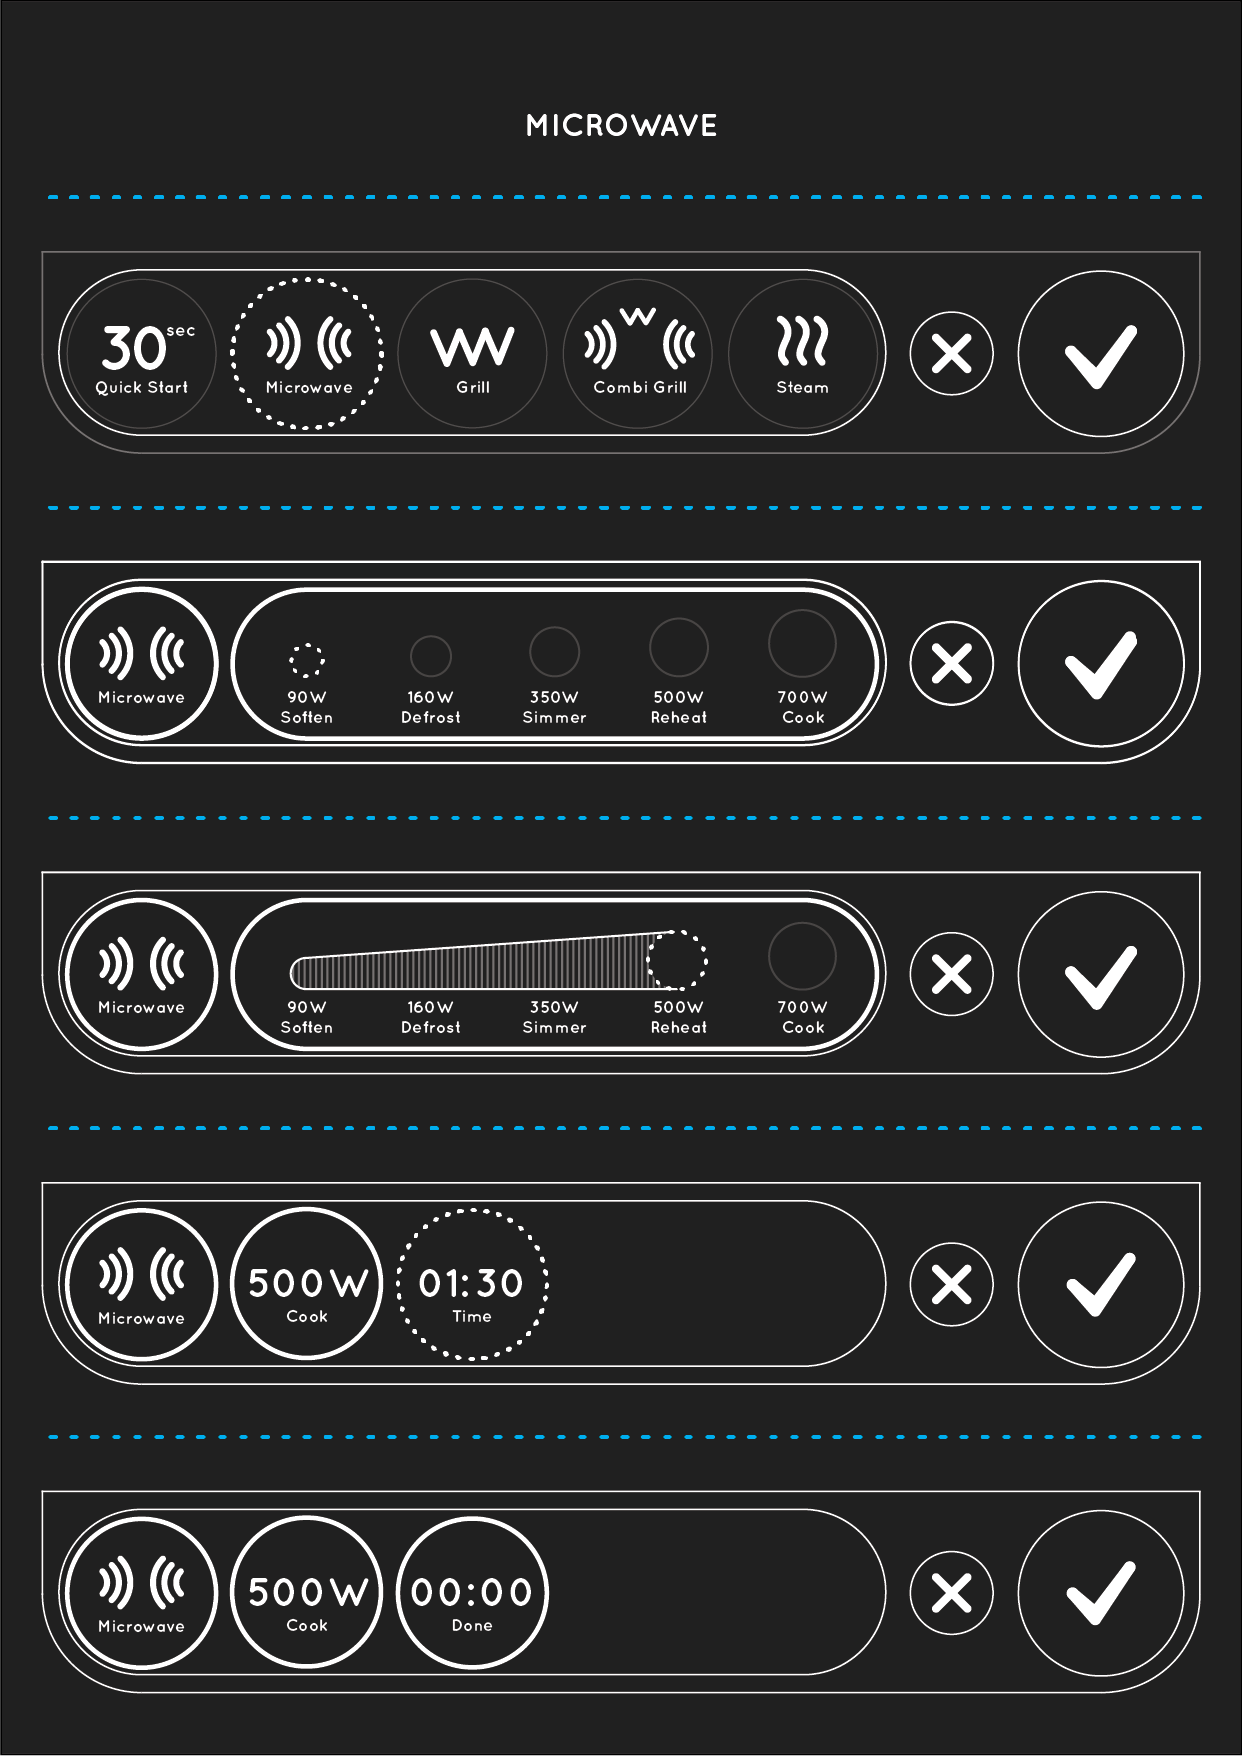 MICROWAVE
30 sec
Quick Start
Microwave
Grill
Combi Grill
Steam
Microwave
90W
Soften
160W
Defrost
350W
Simmer
500W
Reheat
700W
Cook
Microwave
90W
Soften
160W
Defrost
350W
Simmer
500W
Reheat
700W
Cook
Microwave
500W
Cook
01:30
Time
Microwave
500W
Cook
00:00
Done